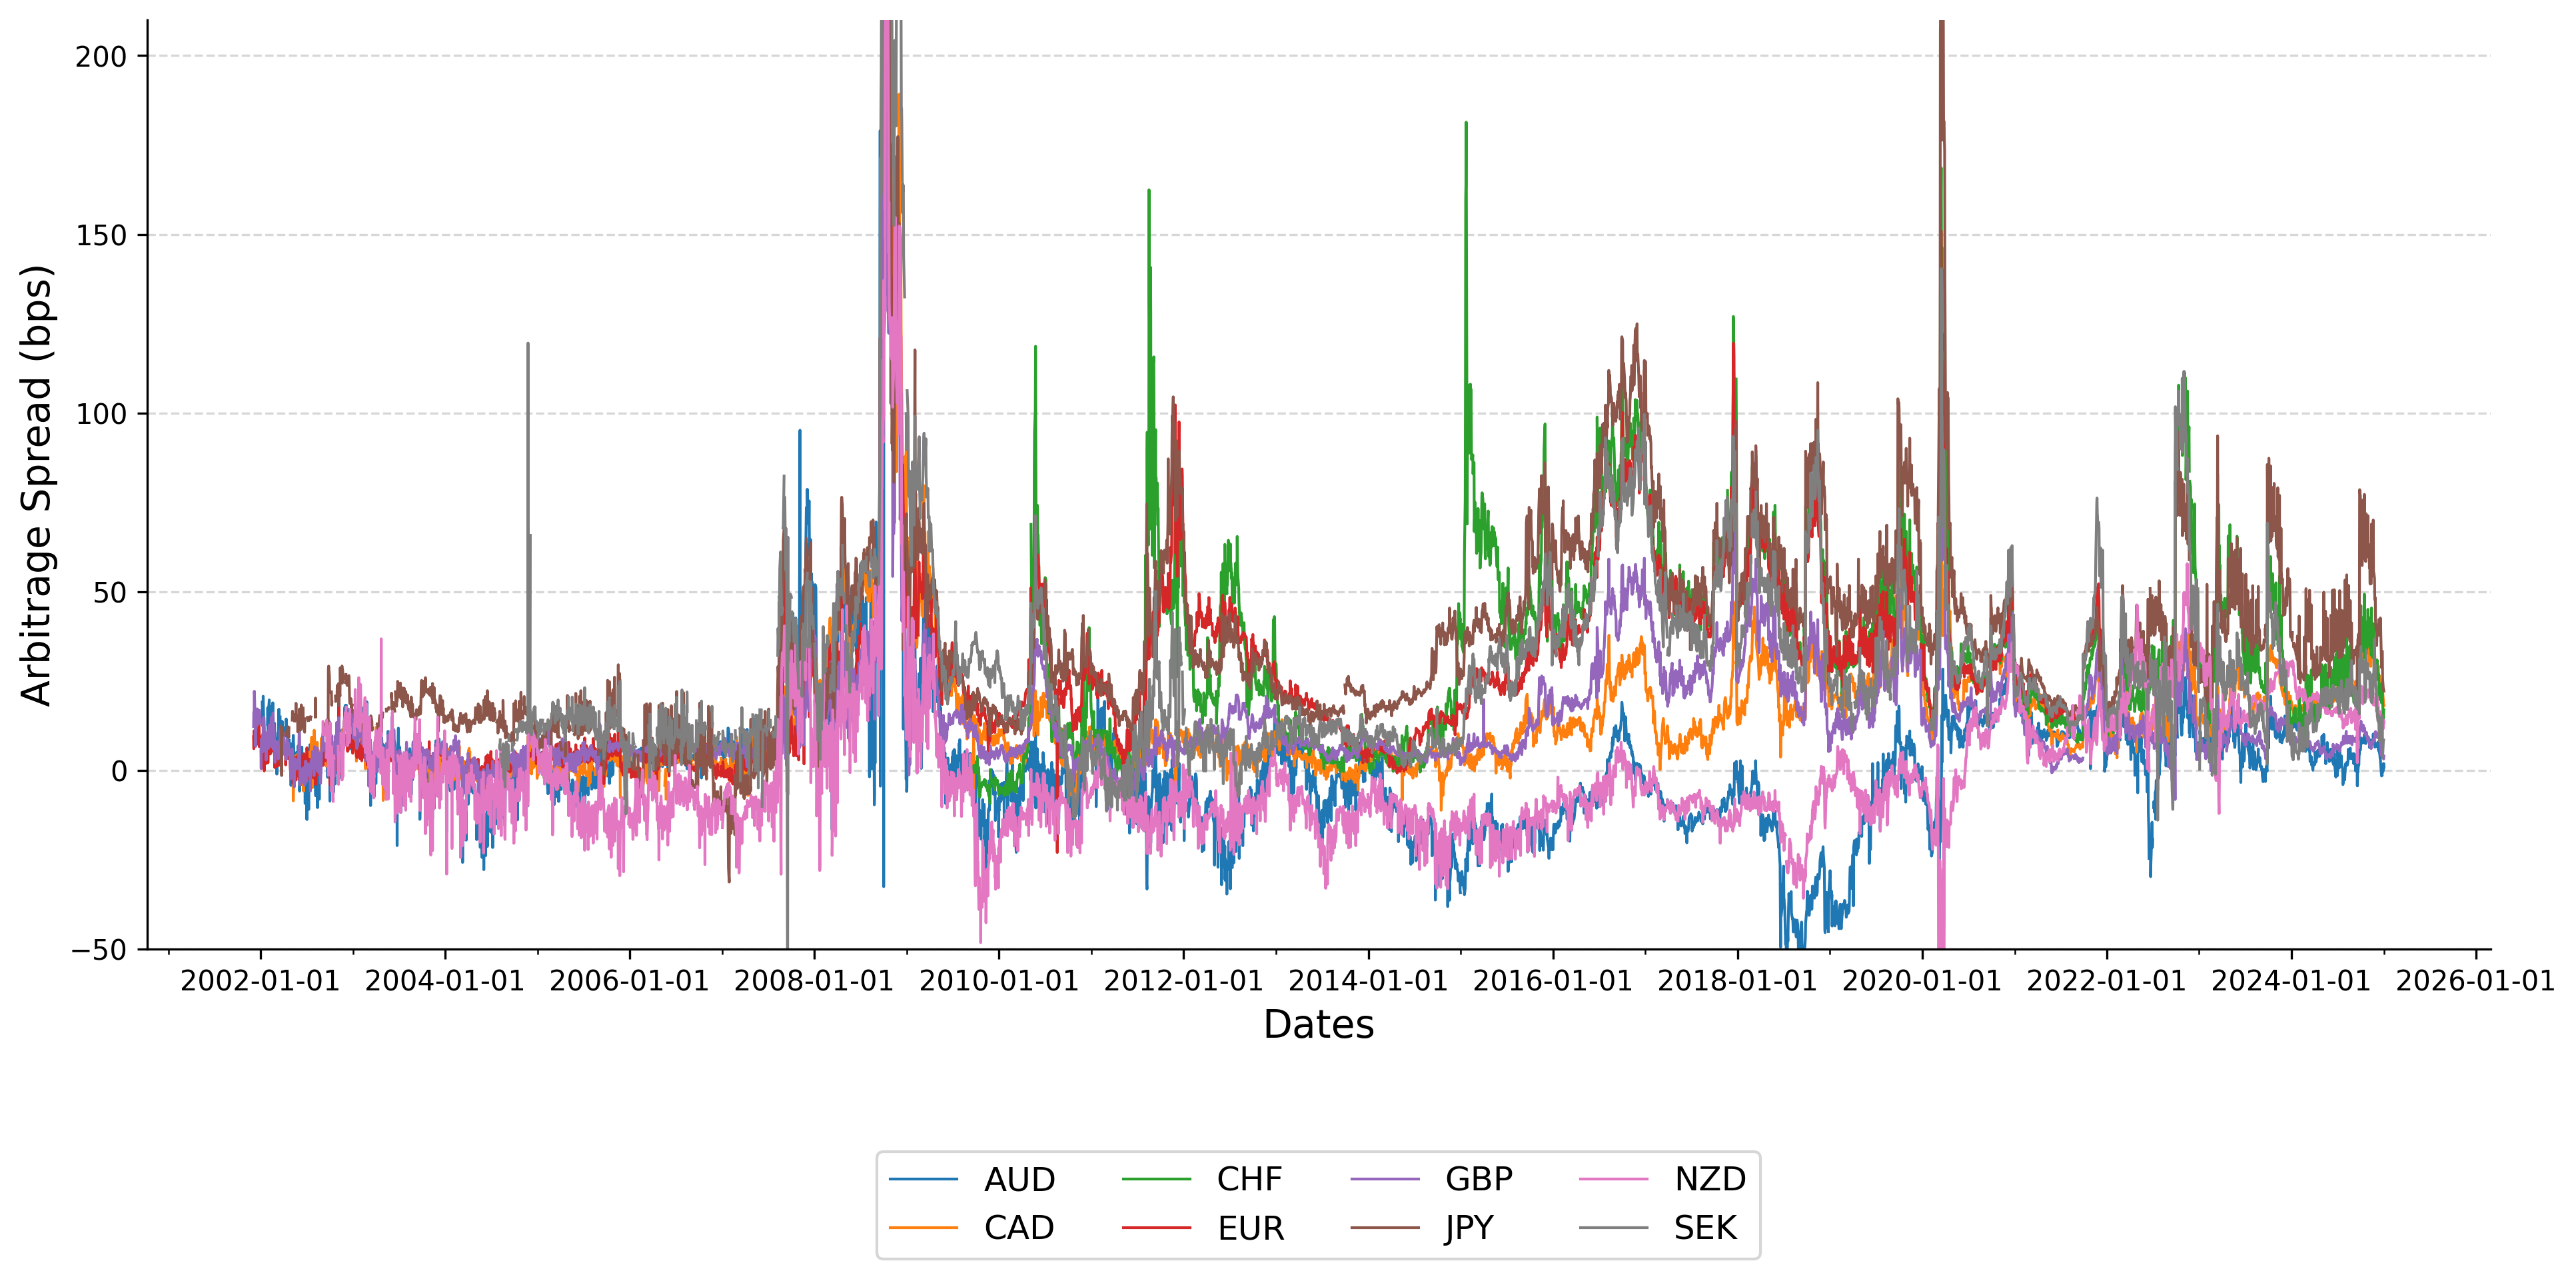 Arbitrage Spread (bps)
200
150
100
50
0
−50
2002-01-01 2004-01-01 2006-01-01 2008-01-01 2010-01-01 2012-01-01 2014-01-01 2016-01-01 2018-01-01 2020-01-01 2022-01-01 2024-01-01 2026-01-01
Dates
AUD CHF GBP NZD
CAD EUR JPY SEK